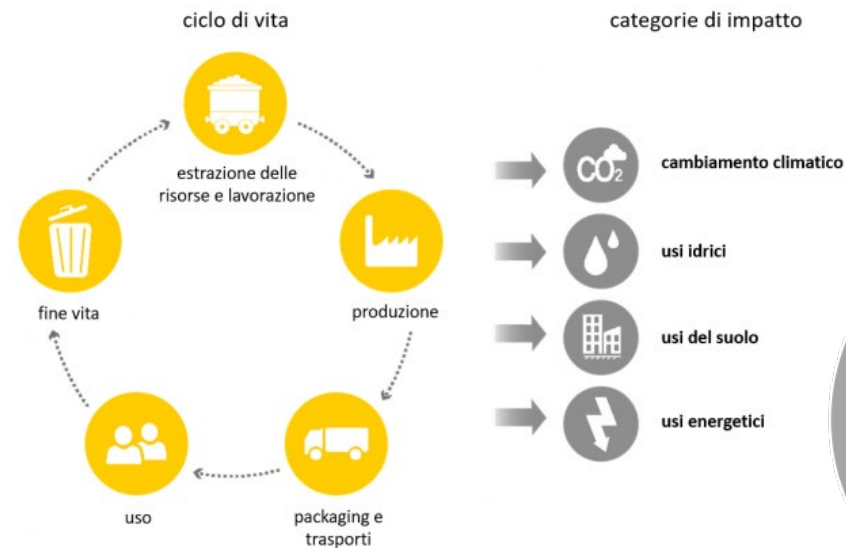 ciclo di vita
categorie di impatto
estrazione delle
risorse e lavorazione
produzione
packaging e
trasporti
uso
fine vita
CO2
cambiamento climatico
usi idrici
usi del suolo
usi energetici